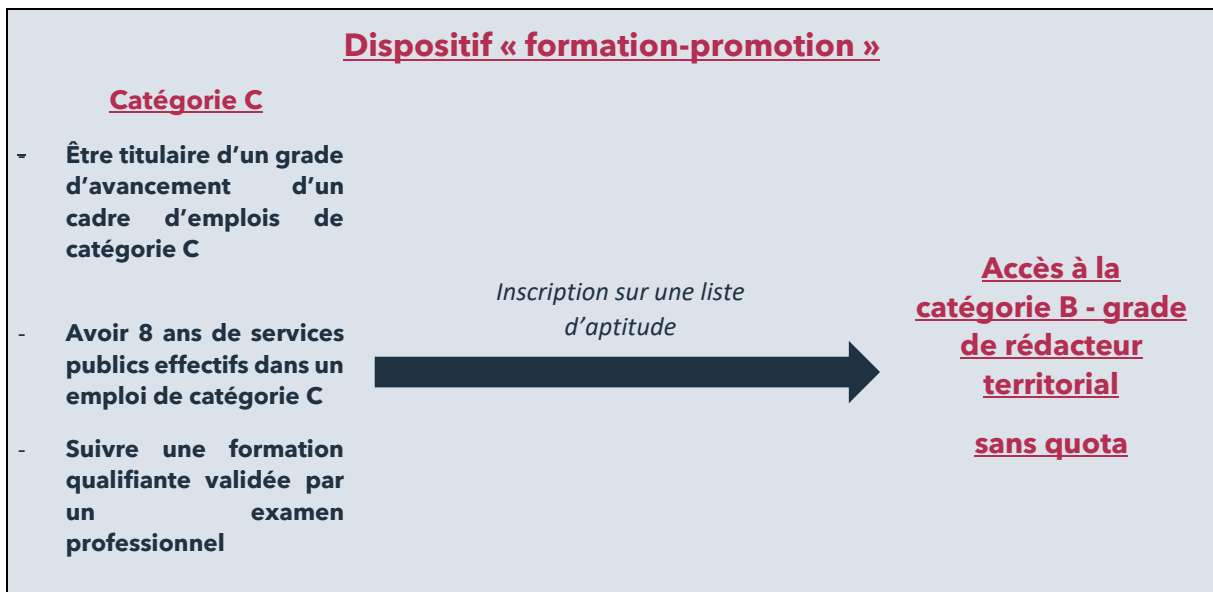 Dispositif « formation-promotion »
Catégorie C
- Être titulaire d’un grade
d’avancement d’un
cadre d’emplois de
catégorie C
- Avoir 8 ans de services
publics effectifs dans un
emploi de catégorie C
- Suivre une formation
qualifiante validée par
un examen
professionnel
Inscription sur une liste
d’aptitude
Accès à la
catégorie B - grade
de rédacteur
territorial
sans quota